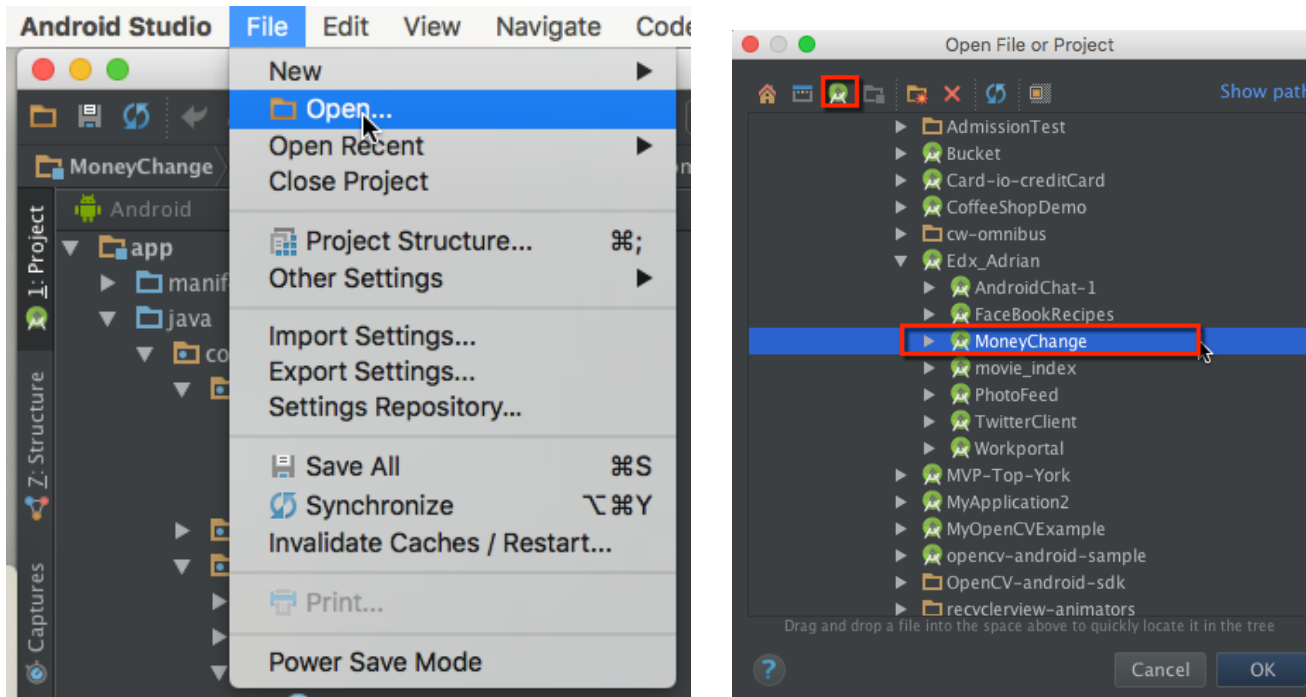 Android Studio File Edit View Navigate Code
New
Open...
Open Recent
Close Project
Project Structure... ⌘;
Other Settings
Import Settings...
Export Settings...
Settings Repository...
Save All ⌘S
Synchronize ⌥⌘Y
Invalidate Caches / Restart...
Print...
Power Save Mode
MoneyChange
Android
app
manif
java
co
1: Project
Z: Structure
Captures
Open File or Project
Show path
AdmissionTest
Bucket
Card-io-creditCard
CoffeeShopDemo
cw-omnibus
Edx_Adrian
AndroidChat-1
FaceBookRecipes
MoneyChange
movie_index
PhotoFeed
TwitterClient
Workportal
MVP-Top-York
MyApplication2
MyOpenCVExample
opencv-android-sample
OpenCV-android-sdk
recyclerview-animators
Drag and drop a file into the space above to quickly locate it in the tree
? Cancel OK